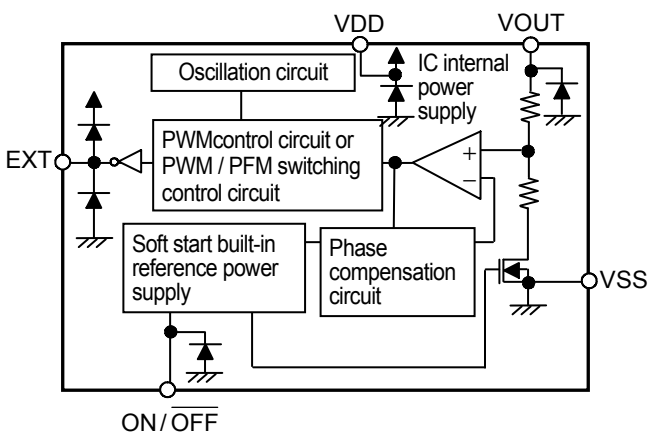 VDD
VOUT
Oscillation circuit
IC internal
power
supply
EXT
PWMcontrol circuit or
PWM / PFM switching
control circuit
+
−
Soft start built-in
reference power
supply
Phase
compensation
circuit
VSS
ON/OFF